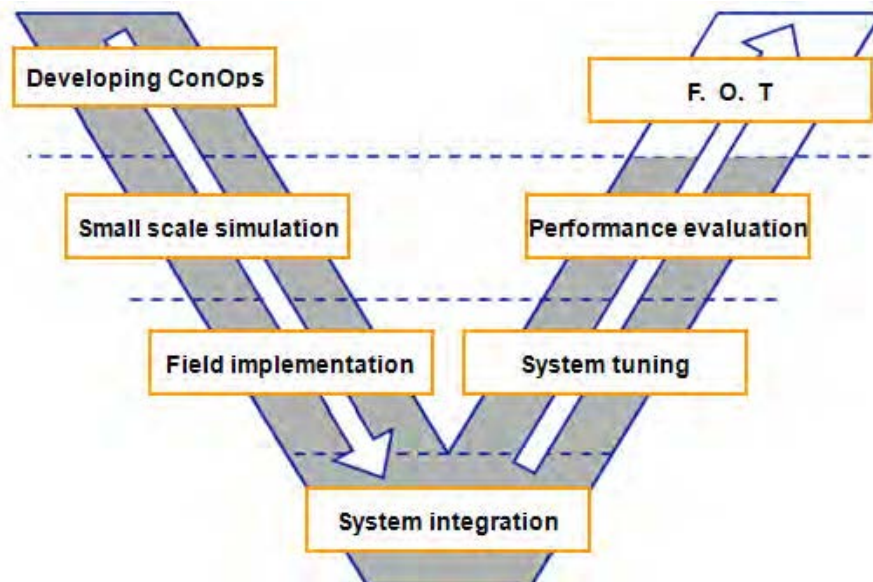 Developing ConOps
F. O. T
Small scale simulation
Performance evaluation
Field implementation
System tuning
System integration